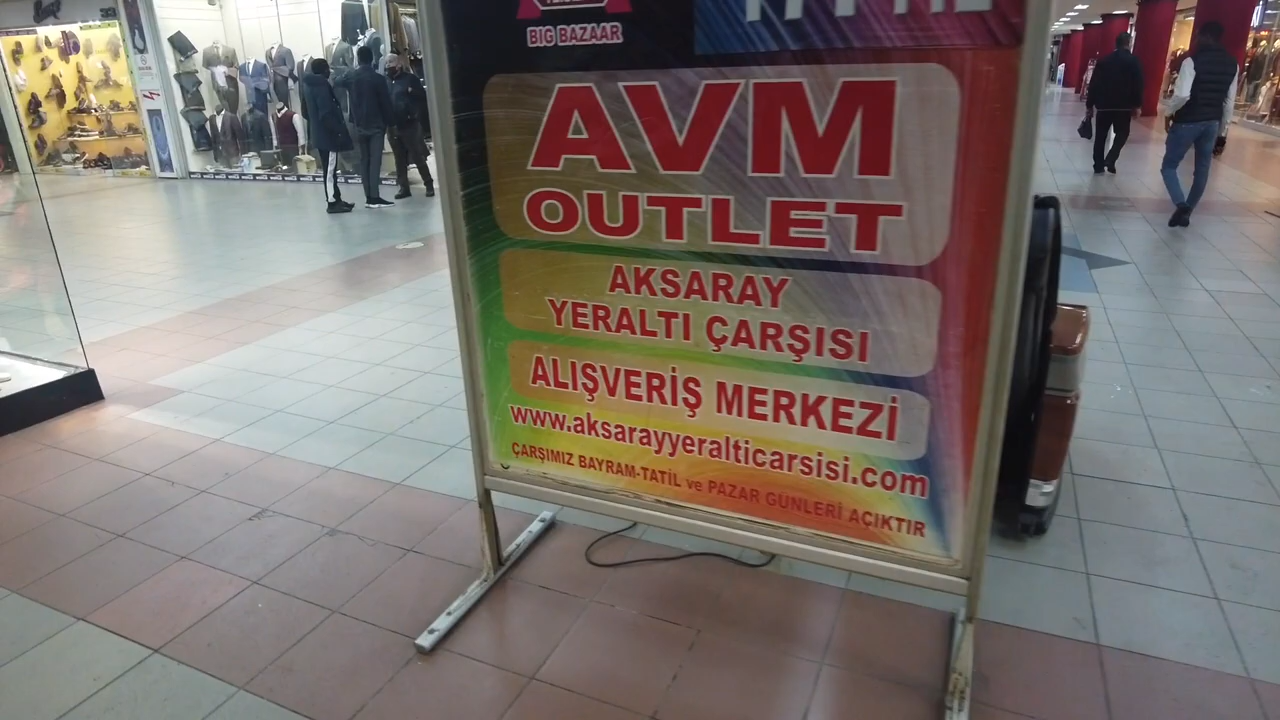 BIG BAZAAR
AVM
OUTLET
AKSARAY
YERALTI ÇARŞISI
ALIŞVERİŞ MERKEZİ
www.aksarayyeralticarsisi.com
ÇARŞIMIZ BAYRAM-TATİL ve PAZAR GÜNLERİ AÇIKTIR